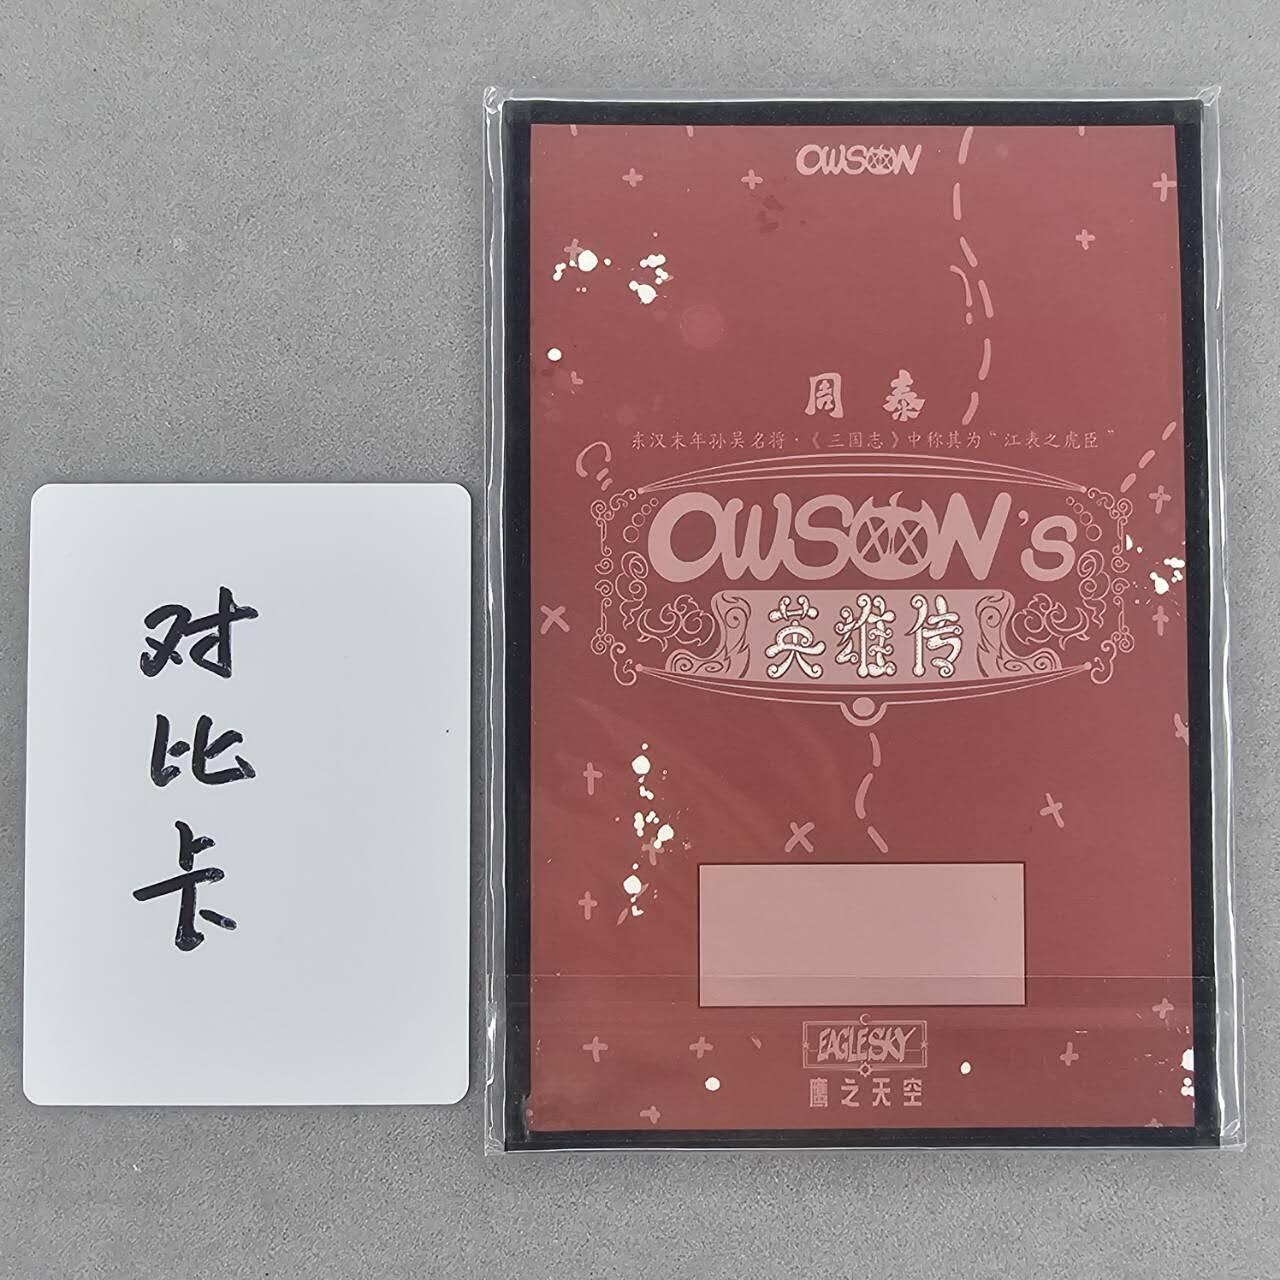 对
比
卡
OWSON
周泰
东汉末年孙吴名将·《三国志》中称其为“江表之虎臣”
OWSON's
英雄传
EAGLESKY
鹰之天空